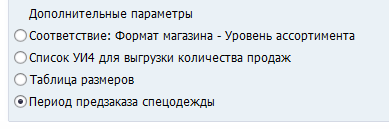 Дополнительные параметры
Соответствие: Формат магазина - Уровень ассортимента
Список УИ4 для выгрузки количества продаж
Таблица размеров
Период предзаказа спецодежды